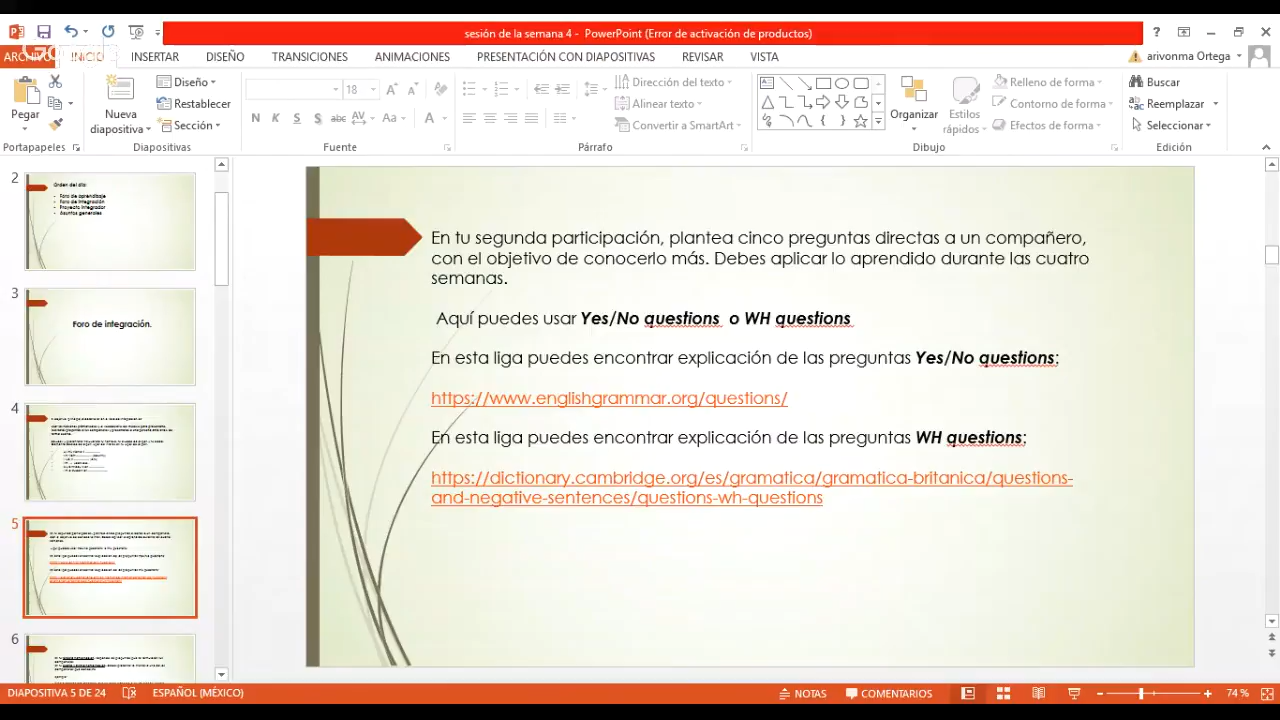 sesión de la semana 4 - PowerPoint (Error de activación de productos)
ARCHIVO INICIO INSERTAR DISEÑO TRANSICIONES ANIMACIONES PRESENTACIÓN CON DIAPOSITIVAS REVISAR VISTA
arivonma Ortega
Pegar
Nueva diapositiva
Diseño
Restablecer
Sección
18
Dirección del texto
Alinear texto
Convertir a SmartArt
Organizar
Estilos rápidos
Relleno de forma
Contorno de forma
Efectos de forma
Buscar
Reemplazar
Seleccionar
Portapapeles Diapositivas Fuente Párrafo Dibujo Edición
2
Orden del día:
Foro de aprendizaje
Foro de integración
Proyecto integrador
Asuntos generales
3
Foro de integración.
4
5
6
En tu segunda participación, plantea cinco preguntas directas a un compañero,
con el objetivo de conocerlo más. Debes aplicar lo aprendido durante las cuatro
semanas.
Aquí puedes usar Yes/No questions o WH questions
En esta liga puedes encontrar explicación de las preguntas Yes/No questions:
https://www.englishgrammar.org/questions/
En esta liga puedes encontrar explicación de las preguntas WH questions:
https://dictionary.cambridge.org/es/gramatica/gramatica-britanica/questions-
and-negative-sentences/questions-wh-questions
DIAPOSITIVA 5 DE 24 ESPAÑOL (MÉXICO) NOTAS COMENTARIOS 74 %